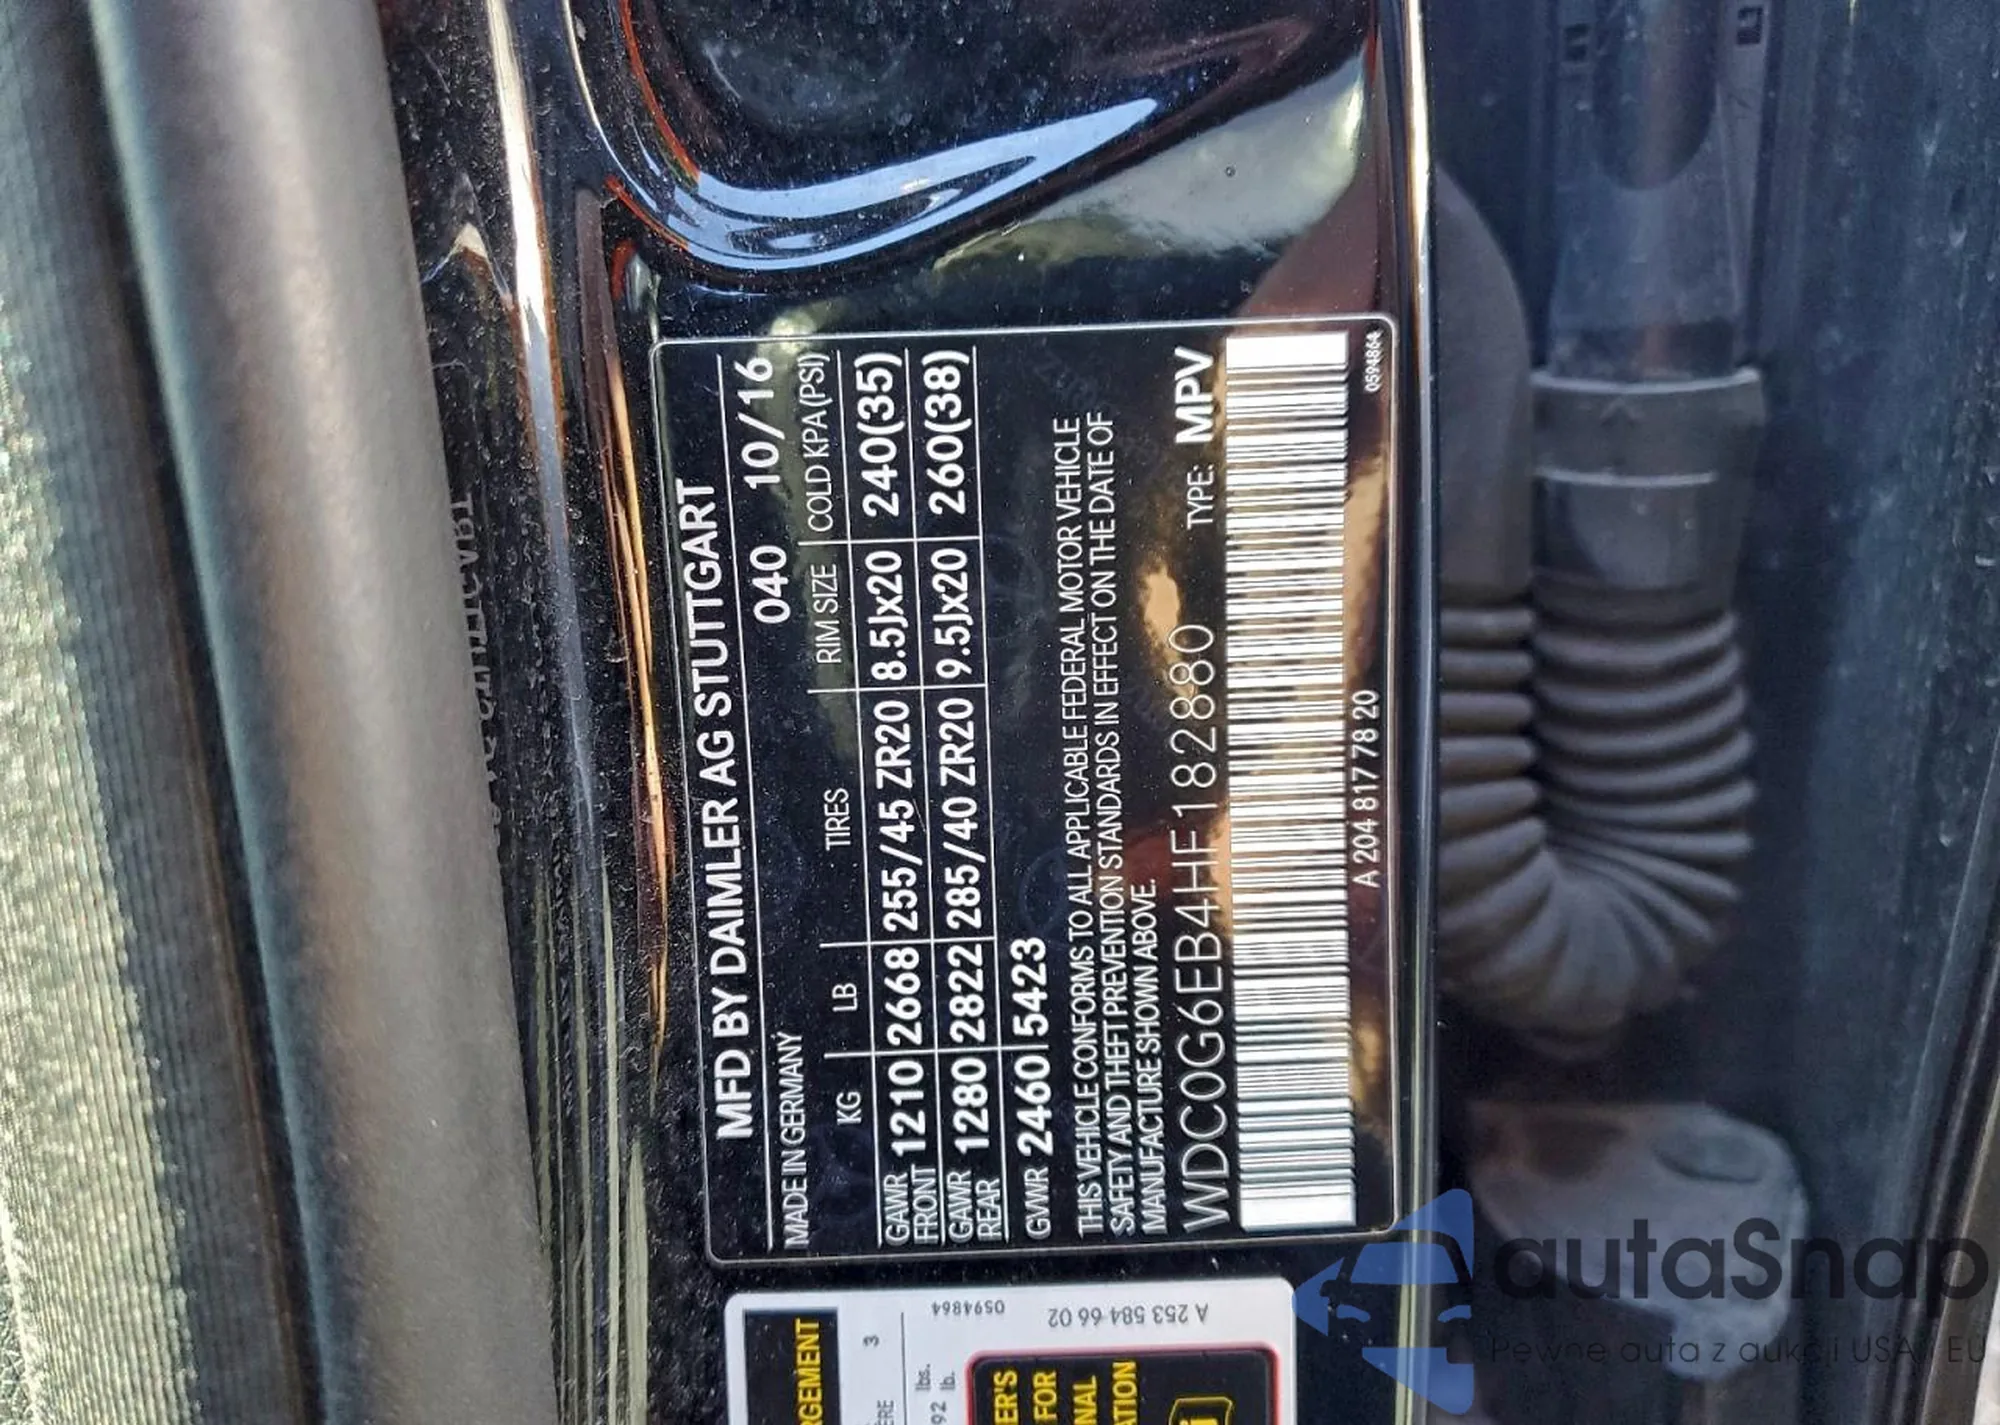 MFD BY DAIMLER AG STUTTGART
MADE IN GERMANY 040 10/16
KG LB TIRES RIM SIZE COLD KPA(PSI)
GAWR FRONT 1210 2668 255/45 ZR20 8.5Jx20 240(35)
GAWR REAR 1280 2822 285/40 ZR20 9.5Jx20 260(38)
GVWR 2460 5423
THIS VEHICLE CONFORMS TO ALL APPLICABLE FEDERAL MOTOR VEHICLE
SAFETY AND THEFT PREVENTION STANDARDS IN EFFECT ON THE DATE OF
MANUFACTURE SHOWN ABOVE.
WDC0G6EB4HF182880 TYPE: MPV
A 204 817 78 20
0594864
A 253 584 66 02
0594864
3
lbs.
lb.
FOR
autaSnap
Pewne auta z aukcji USA i EU